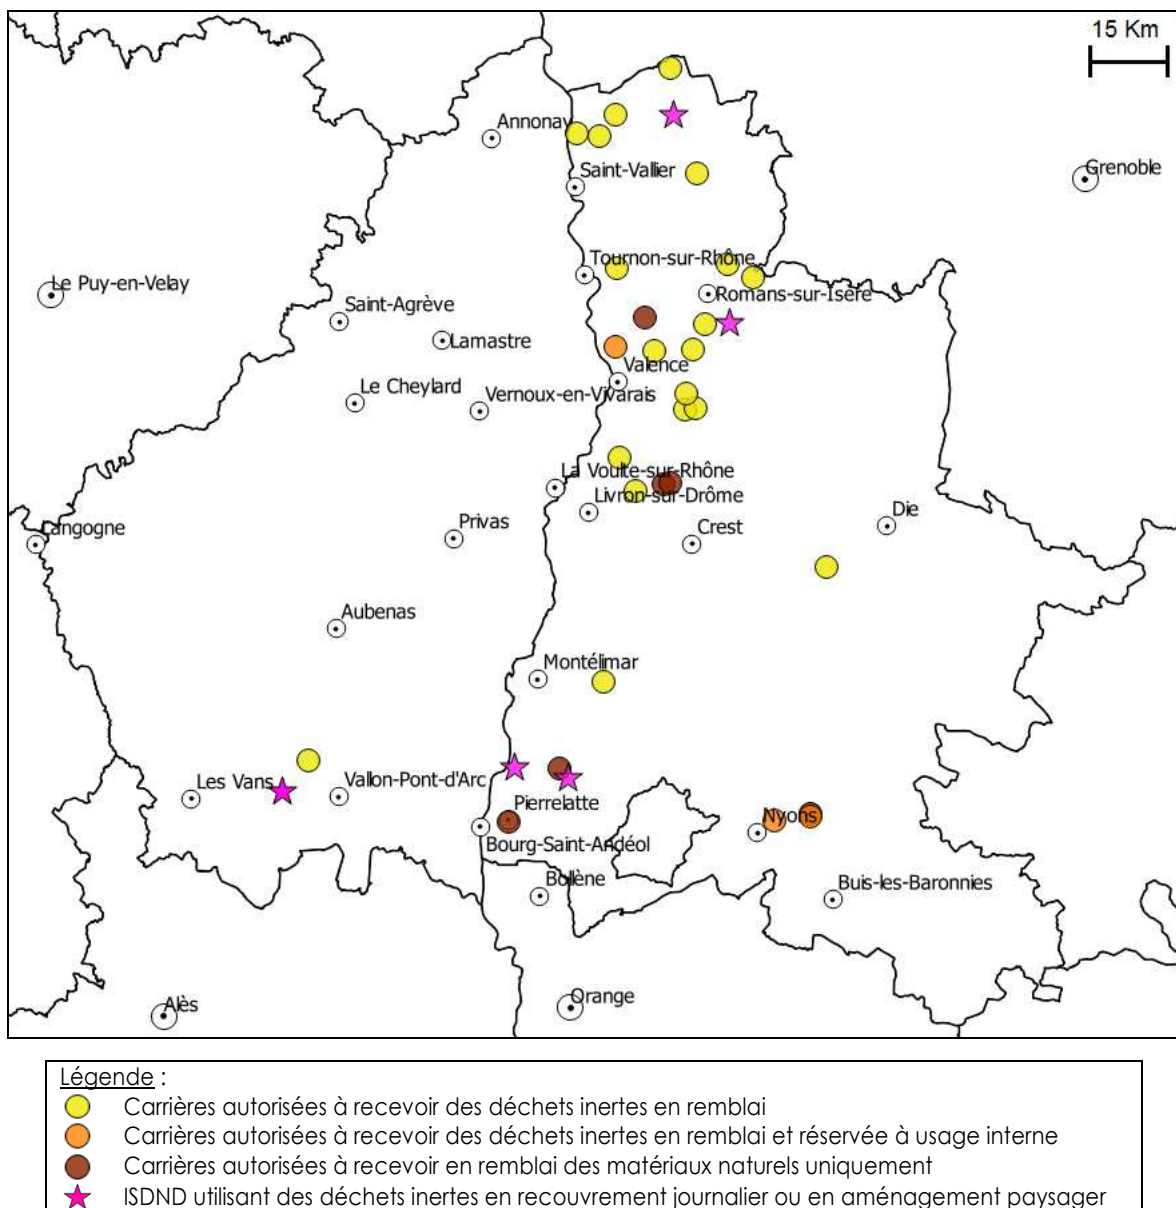 15 Km
Annonay
Saint-Vallier
Grenoble
Tournon-sur-Rhône
Le Puy-en-Velay
Romans-sur-Isère
Saint-Agrève
Lamastre
Valence
Le Cheylard
Vernoux-en-Vivarais
La Voulte-sur-Rhône
Livron-sur-Drôme
Die
Langogne
Privas
Crest
Aubenas
Montélimar
Les Vans
Vallon-Pont-d'Arc
Pierrelatte
Nyons
Bourg-Saint-Andéol
Bollène
Buis-les-Baronnies
Alès
Orange
Légende :
Carrières autorisées à recevoir des déchets inertes en remblai
Carrières autorisées à recevoir des déchets inertes en remblai et réservée à usage interne
Carrières autorisées à recevoir en remblai des matériaux naturels uniquement
ISDND utilisant des déchets inertes en recouvrement journalier ou en aménagement paysager